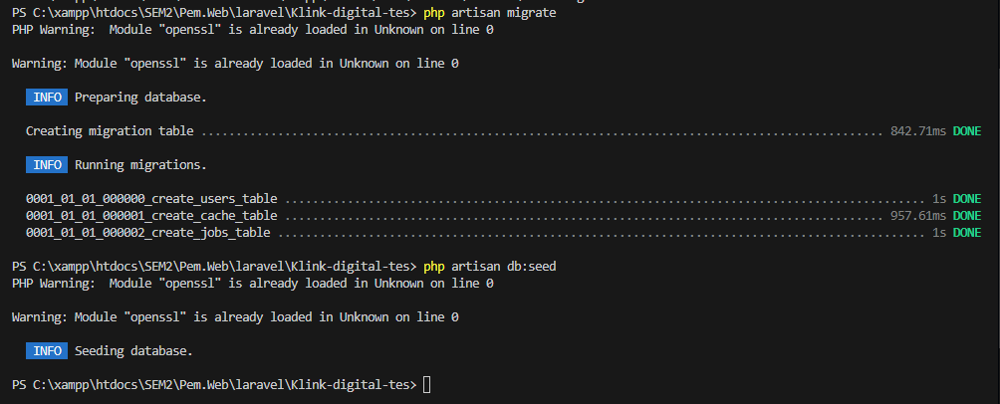 PS C:\xampp\htdocs\SEM2\Pem.Web\laravel\Klink-digital-tes> php artisan migrate
PHP Warning:  Module "openssl" is already loaded in Unknown on line 0
Warning: Module "openssl" is already loaded in Unknown on line 0
INFO  Preparing database.
Creating migration table ................................................................................................. 842.71ms DONE
INFO  Running migrations.
0001_01_01_000000_create_users_table ........................................................................................... 1s DONE
0001_01_01_000001_create_cache_table ..................................................................................... 957.61ms DONE
0001_01_01_000002_create_jobs_table ............................................................................................ 1s DONE
PS C:\xampp\htdocs\SEM2\Pem.Web\laravel\Klink-digital-tes> php artisan db:seed
PHP Warning:  Module "openssl" is already loaded in Unknown on line 0
Warning: Module "openssl" is already loaded in Unknown on line 0
INFO  Seeding database.
PS C:\xampp\htdocs\SEM2\Pem.Web\laravel\Klink-digital-tes>